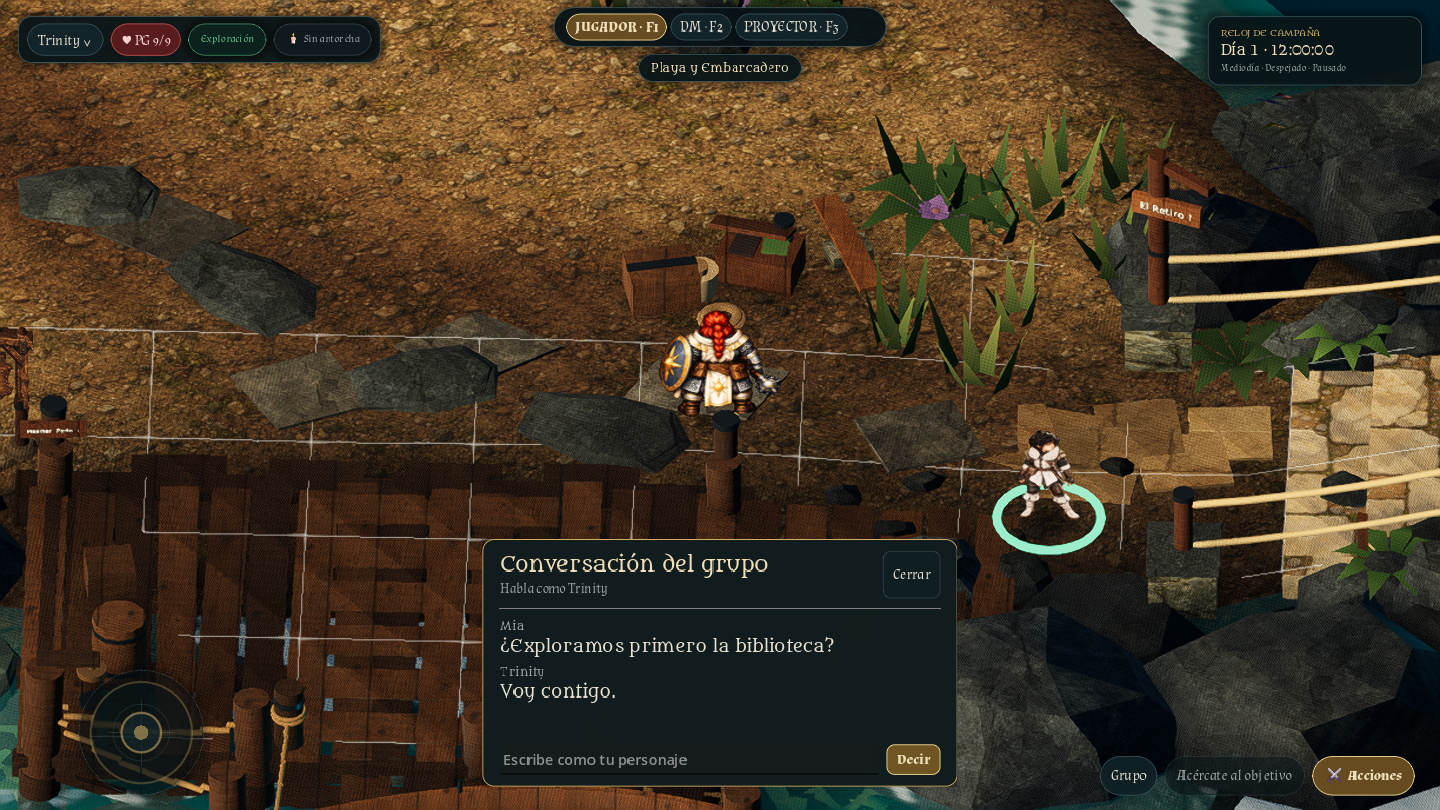 Trinity
PG 9/9
Exploración
Sin antorcha
JUGADOR · F1
DM · F2
PROYECTOR · F3
Playa y Embarcadero
RELOJ DE CAMPAÑA
Día 1 · 12:00:00
Mediodía · Despejado · Pausado
El Retiro ↑
Conversación del grupo
Habla como Trinity
Cerrar
Mia
¿Exploramos primero la biblioteca?
Trinity
Voy contigo.
Escribe como tu personaje
Decir
Grupo
Acércate al objetivo
Acciones